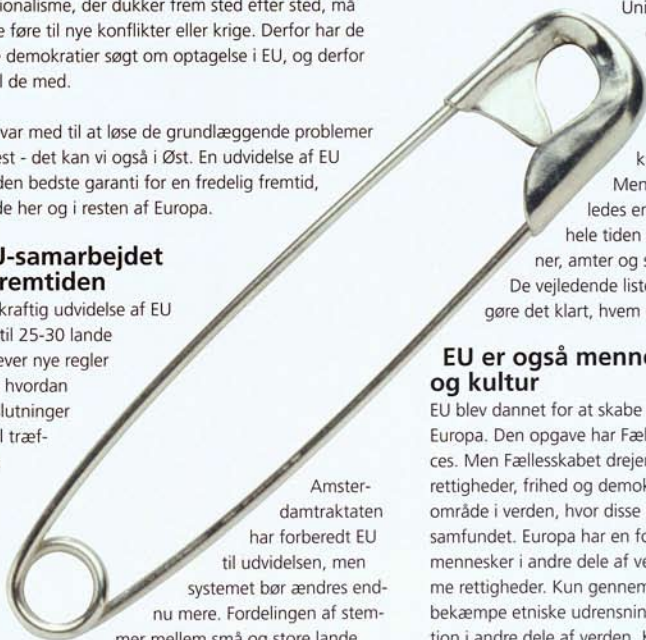 ionalisme, der dukker frem sted efter sted, må
e føre til nye konflikter eller krige. Derfor har de
e demokratier søgt om optagelse i EU, og derfor
l de med.
var med til at løse de grundlæggende problemer
est - det kan vi også i Øst. En udvidelse af EU
den bedste garanti for en fredelig fremtid,
de her og i resten af Europa.
U-samarbejdet
remtiden
kraftig udvidelse af EU
til 25-30 lande
ever nye regler
hvordan
lutninger
l træf-
Amster-
damtraktaten
har forberedt EU
til udvidelsen, men
systemet bør ændres end-
nu mere. Fordelingen af stem-
mer mellem små og store lande
Uni
k
Men
ledes er
hele tiden
ner, amter og s
De vejledende liste
gøre det klart, hvem
EU er også menne
og kultur
EU blev dannet for at skabe
Europa. Den opgave har Fæl
ces. Men Fællesskabet drejer
rettigheder, frihed og demok
område i verden, hvor disse
samfundet. Europa har en fo
mennesker i andre dele af ve
me rettigheder. Kun gennem
bekæmpe etniske udrensnin
tion i andre dele af verden.